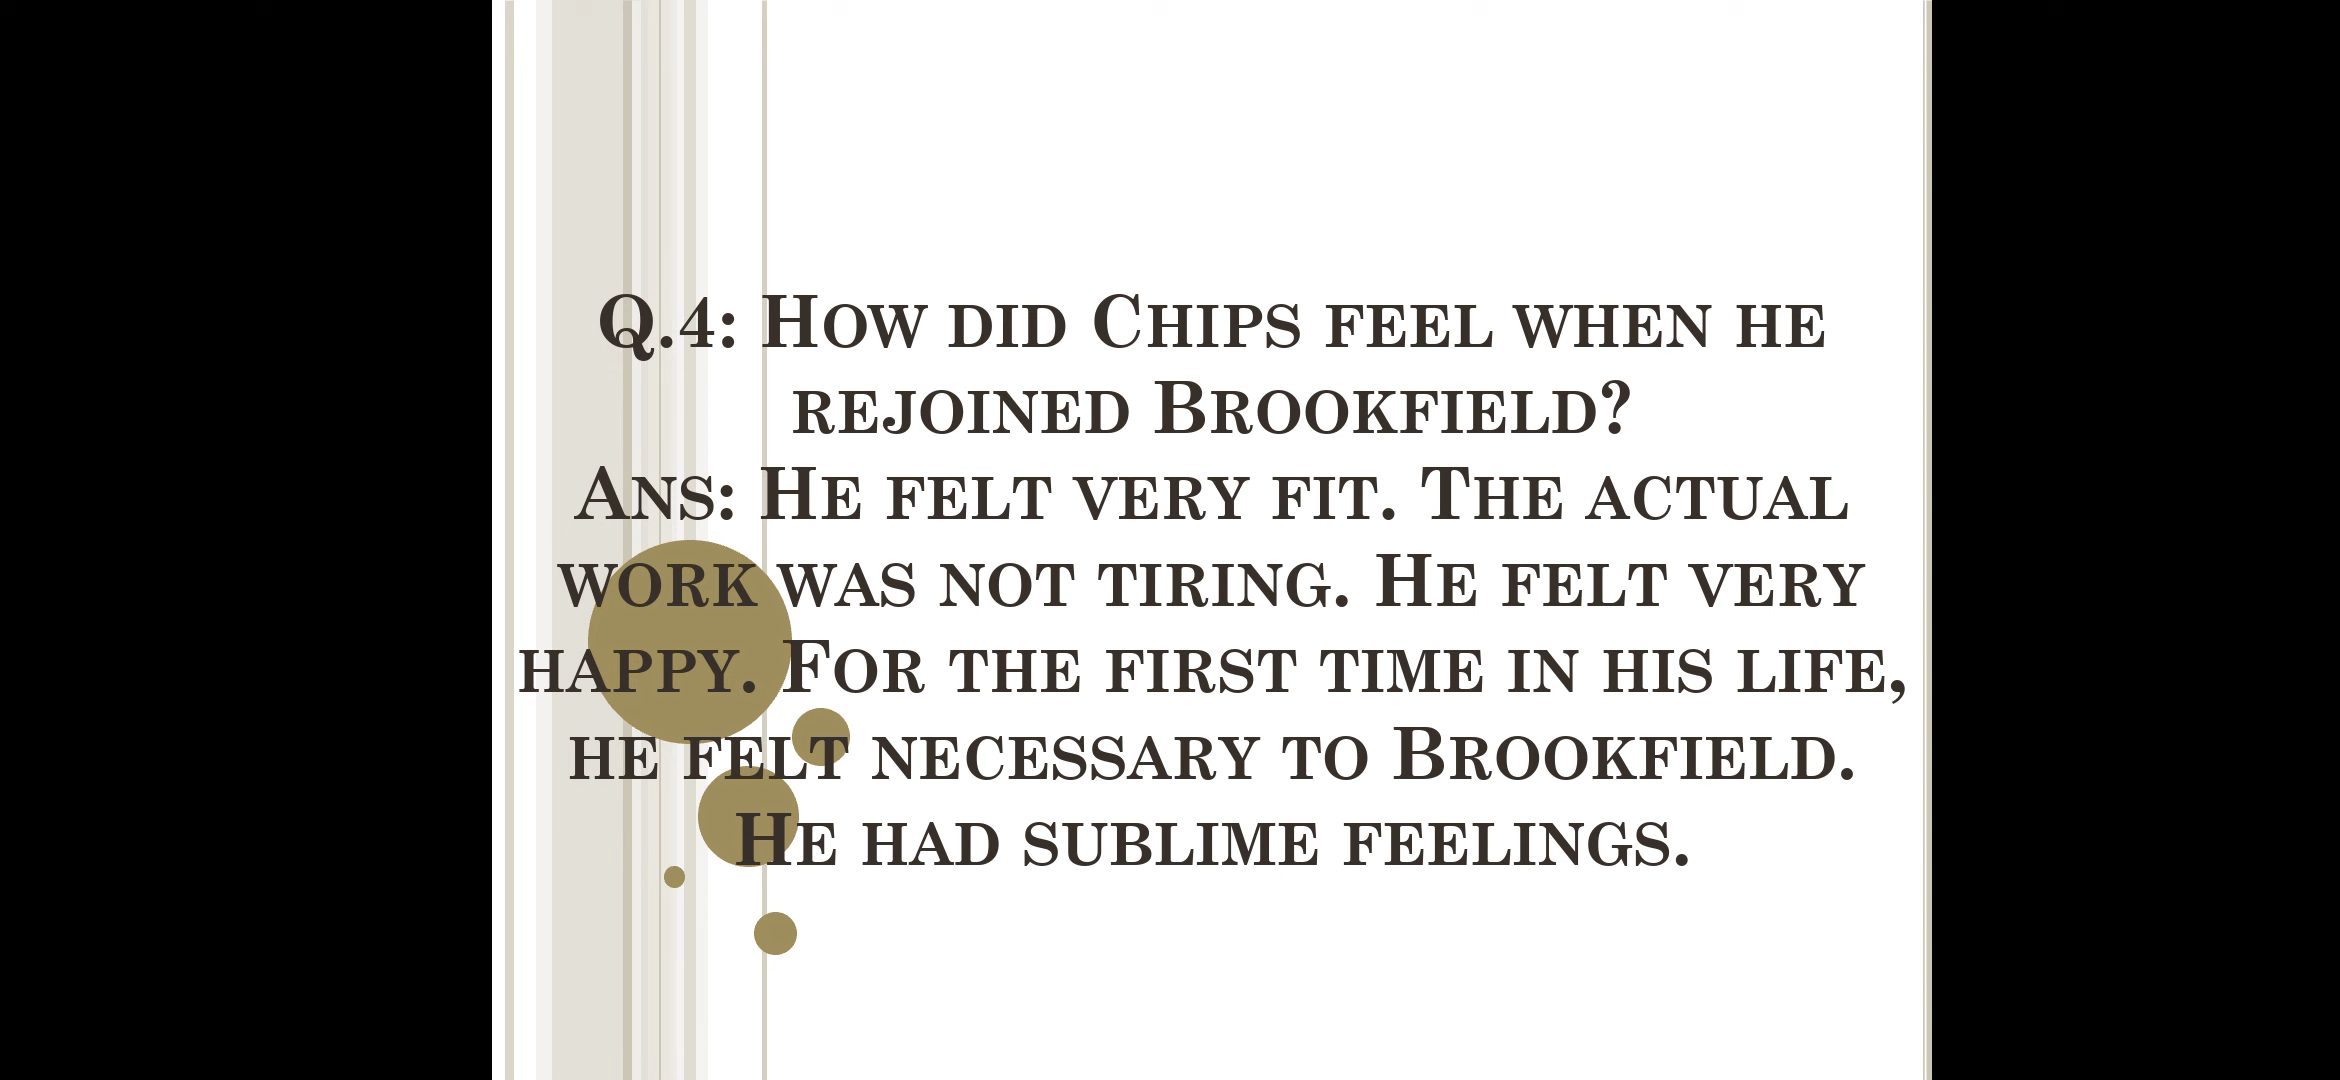 Q.4: How did Chips feel when he
rejoined Brookfield?
Ans: He felt very fit. The actual
work was not tiring. He felt very
happy. For the first time in his life,
he felt necessary to Brookfield.
He had sublime feelings.